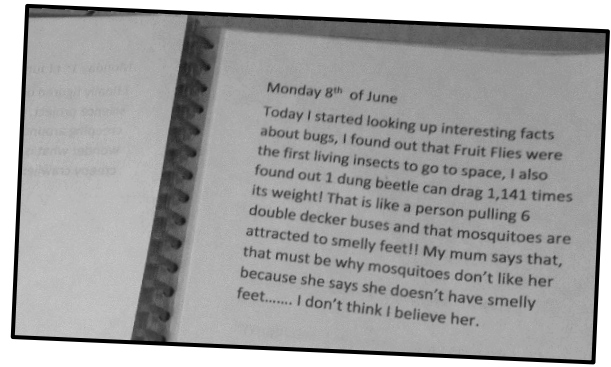 Monday 8th of June
Today I started looking up interesting facts
about bugs, I found out that Fruit Flies were
the first living insects to go to space, I also
found out 1 dung beetle can drag 1,141 times
its weight! That is like a person pulling 6
double decker buses and that mosquitoes are
attracted to smelly feet!! My mum says that,
that must be why mosquitoes don't like her
because she says she doesn't have smelly
feet....... I don't think I believe her.